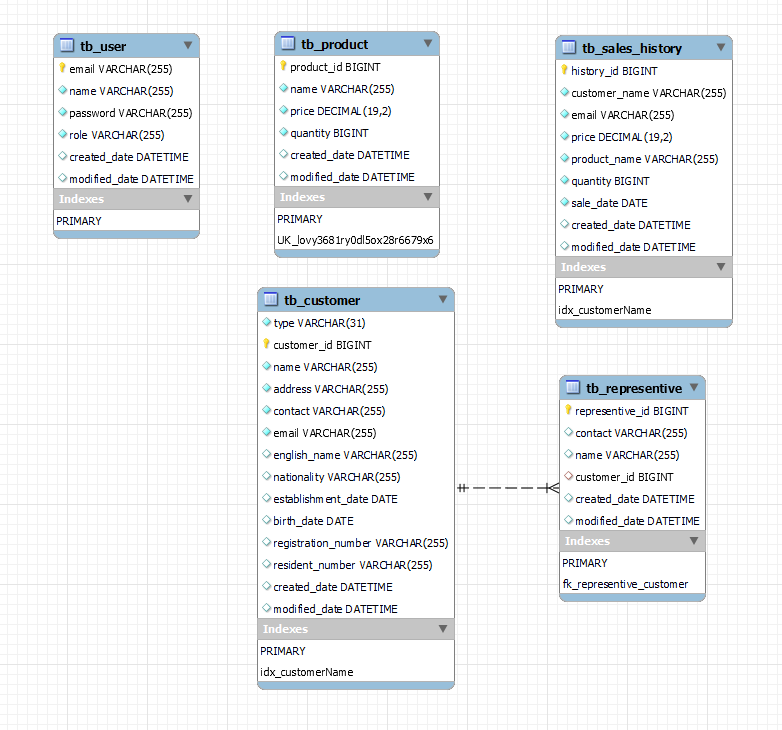 tb_user
email VARCHAR(255)
name VARCHAR(255)
password VARCHAR(255)
role VARCHAR(255)
created_date DATETIME
modified_date DATETIME
Indexes
PRIMARY
tb_product
product_id BIGINT
name VARCHAR(255)
price DECIMAL(19,2)
quantity BIGINT
created_date DATETIME
modified_date DATETIME
Indexes
PRIMARY
UK_lovy3681ry0dl5ox28r6679x6
tb_sales_history
history_id BIGINT
customer_name VARCHAR(255)
email VARCHAR(255)
price DECIMAL(19,2)
product_name VARCHAR(255)
quantity BIGINT
sale_date DATE
created_date DATETIME
modified_date DATETIME
Indexes
PRIMARY
idx_customerName
tb_customer
type VARCHAR(31)
customer_id BIGINT
name VARCHAR(255)
address VARCHAR(255)
contact VARCHAR(255)
email VARCHAR(255)
english_name VARCHAR(255)
nationality VARCHAR(255)
establishment_date DATE
birth_date DATE
registration_number VARCHAR(255)
resident_number VARCHAR(255)
created_date DATETIME
modified_date DATETIME
Indexes
PRIMARY
idx_customerName
tb_representive
representive_id BIGINT
contact VARCHAR(255)
name VARCHAR(255)
customer_id BIGINT
created_date DATETIME
modified_date DATETIME
Indexes
PRIMARY
fk_representive_customer